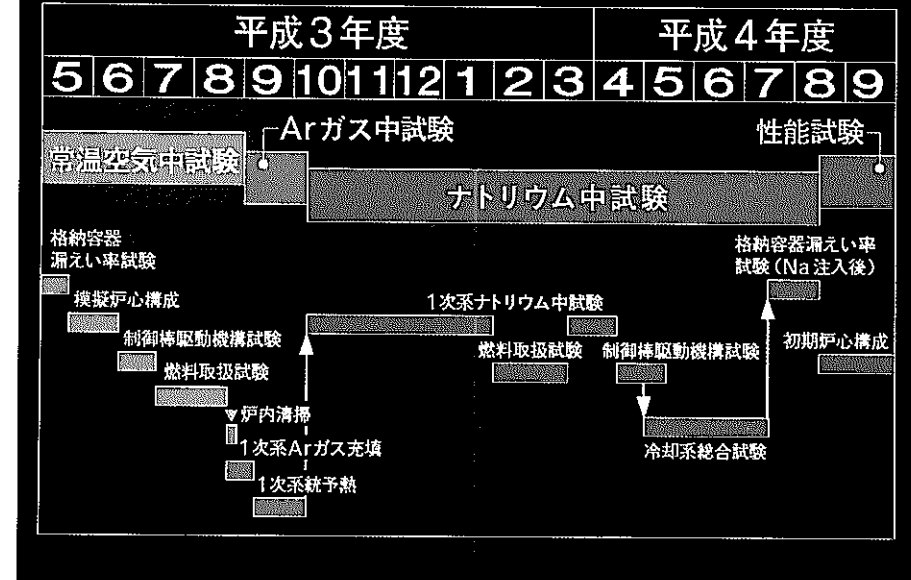 平成3年度 平成4年度
5 6 7 8 9 10 11 12 1 2 3 4 5 6 7 8 9
Arガス中試験 性能試験
常温空気中試験
ナトリウム中試験
格納容器
漏えい率試験
模擬炉心構成
制御棒駆動機構試験
燃料取扱試験
炉内清掃
1次系Arガス充填
1次系統予熱
1次系ナトリウム中試験
燃料取扱試験
制御棒駆動機構試験
冷却系総合試験
格納容器漏えい率
試験(Na注入後)
初期炉心構成